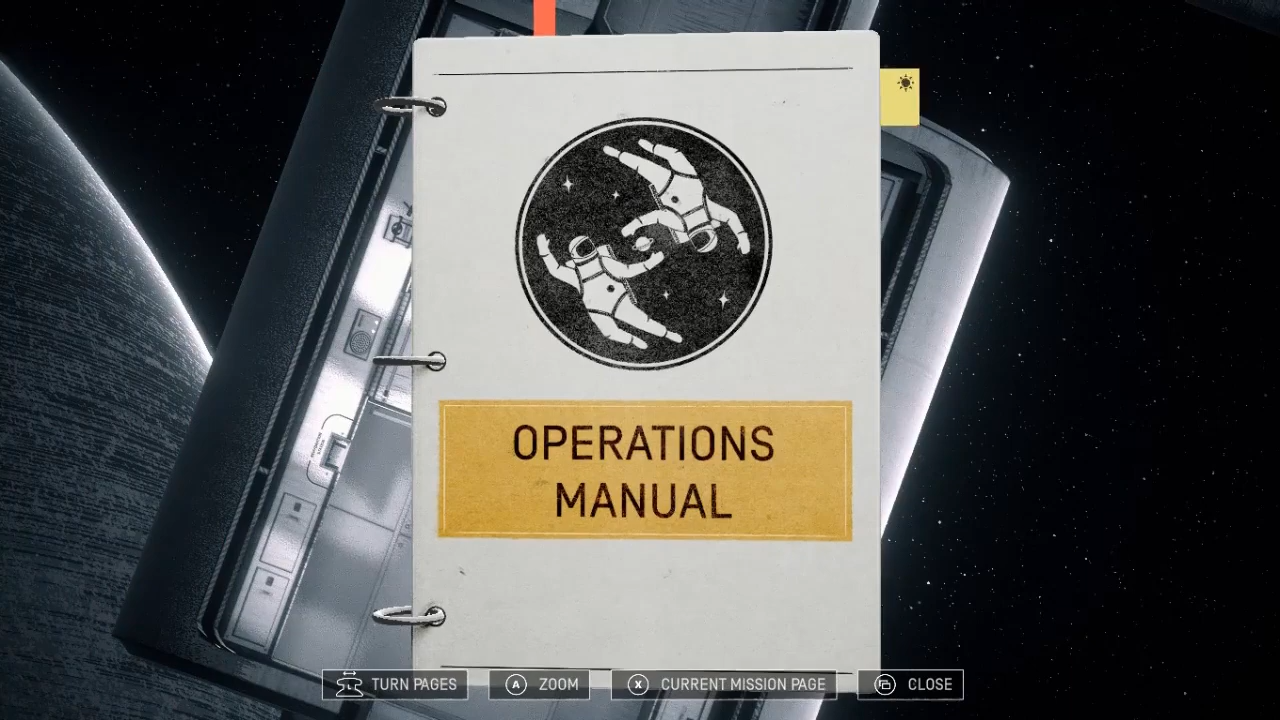 OPERATIONS
MANUAL
TURN PAGES
A ZOOM
X CURRENT MISSION PAGE
CLOSE